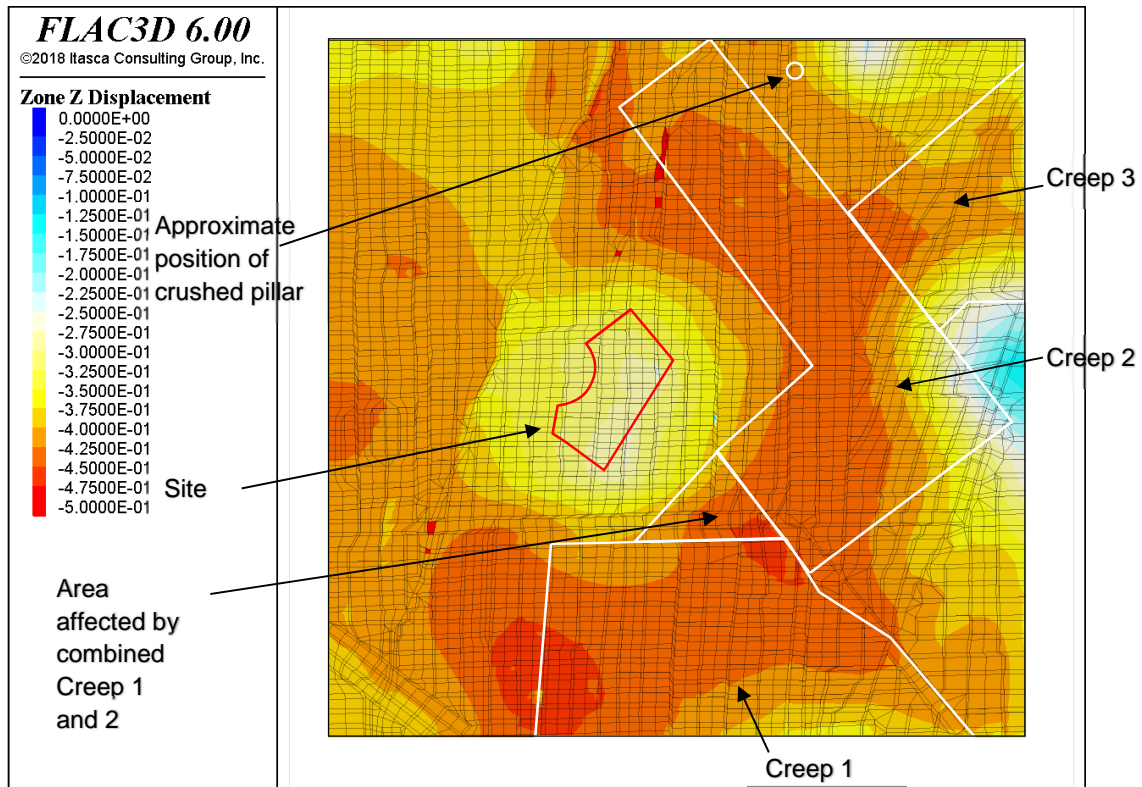 FLAC3D 6.00
©2018 Itasca Consulting Group, Inc.
Zone Z Displacement
0.0000E+00
-2.5000E-02
-5.0000E-02
-7.5000E-02
-1.0000E-01
-1.2500E-01
-1.5000E-01
-1.7500E-01
-2.0000E-01
-2.2500E-01
-2.5000E-01
-2.7500E-01
-3.0000E-01
-3.2500E-01
-3.5000E-01
-3.7500E-01
-4.0000E-01
-4.2500E-01
-4.5000E-01
-4.7500E-01
-5.0000E-01
Approximate
position of
crushed pillar
Site
Area
affected by
combined
Creep 1
and 2
Creep 3
Creep 2
Creep 1